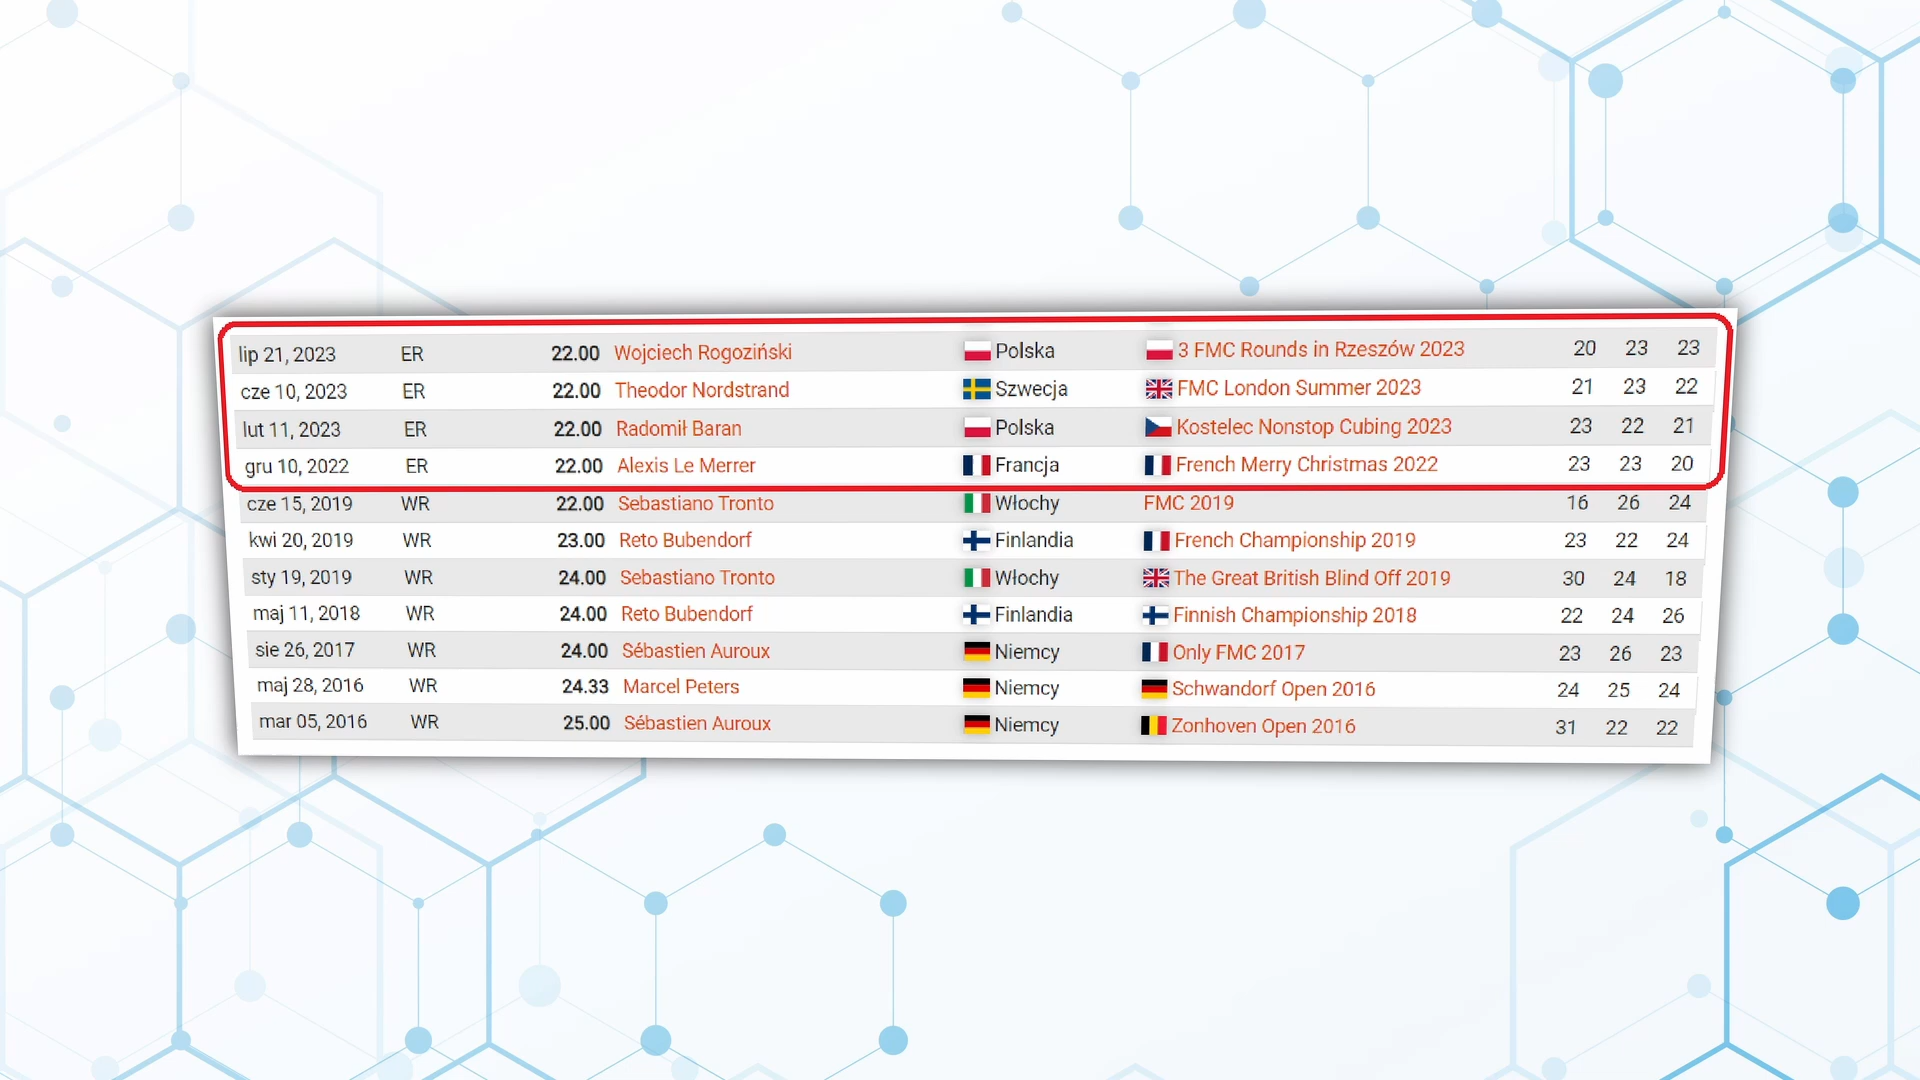 lip 21, 2023 ER 22.00 Wojciech Rogoziński Polska 3 FMC Rounds in Rzeszów 2023 20 23 23
cze 10, 2023 ER 22.00 Theodor Nordstrand Szwecja FMC London Summer 2023 21 23 22
lut 11, 2023 ER 22.00 Radomił Baran Polska Kostelec Nonstop Cubing 2023 23 22 21
gru 10, 2022 ER 22.00 Alexis Le Merrer Francja French Merry Christmas 2022 23 23 20
cze 15, 2019 WR 22.00 Sebastiano Tronto Włochy FMC 2019 16 26 24
kwi 20, 2019 WR 23.00 Reto Bubendorf Finlandia French Championship 2019 23 22 24
sty 19, 2019 WR 24.00 Sebastiano Tronto Włochy The Great British Blind Off 2019 30 24 18
maj 11, 2018 WR 24.00 Reto Bubendorf Finlandia Finnish Championship 2018 22 24 26
sie 26, 2017 WR 24.00 Sébastien Auroux Niemcy Only FMC 2017 23 26 23
maj 28, 2016 WR 24.33 Marcel Peters Niemcy Schwandorf Open 2016 24 25 24
mar 05, 2016 WR 25.00 Sébastien Auroux Niemcy Zonhoven Open 2016 31 22 22